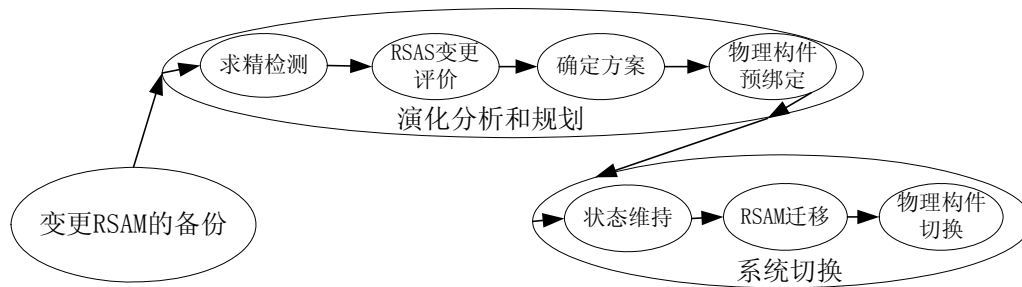 求精检测
RSAS变更
评价
确定方案
物理构件
预绑定
演化分析和规划
变更RSAM的备份
状态维持
RSAM迁移
物理构件
切换
系统切换